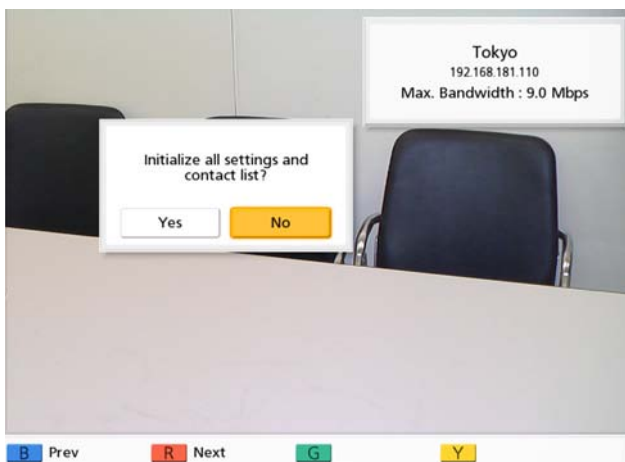 Tokyo
192.168.181.110
Max. Bandwidth : 9.0 Mbps
Initialize all settings and
contact list?
Yes No
B Prev R Next G Y